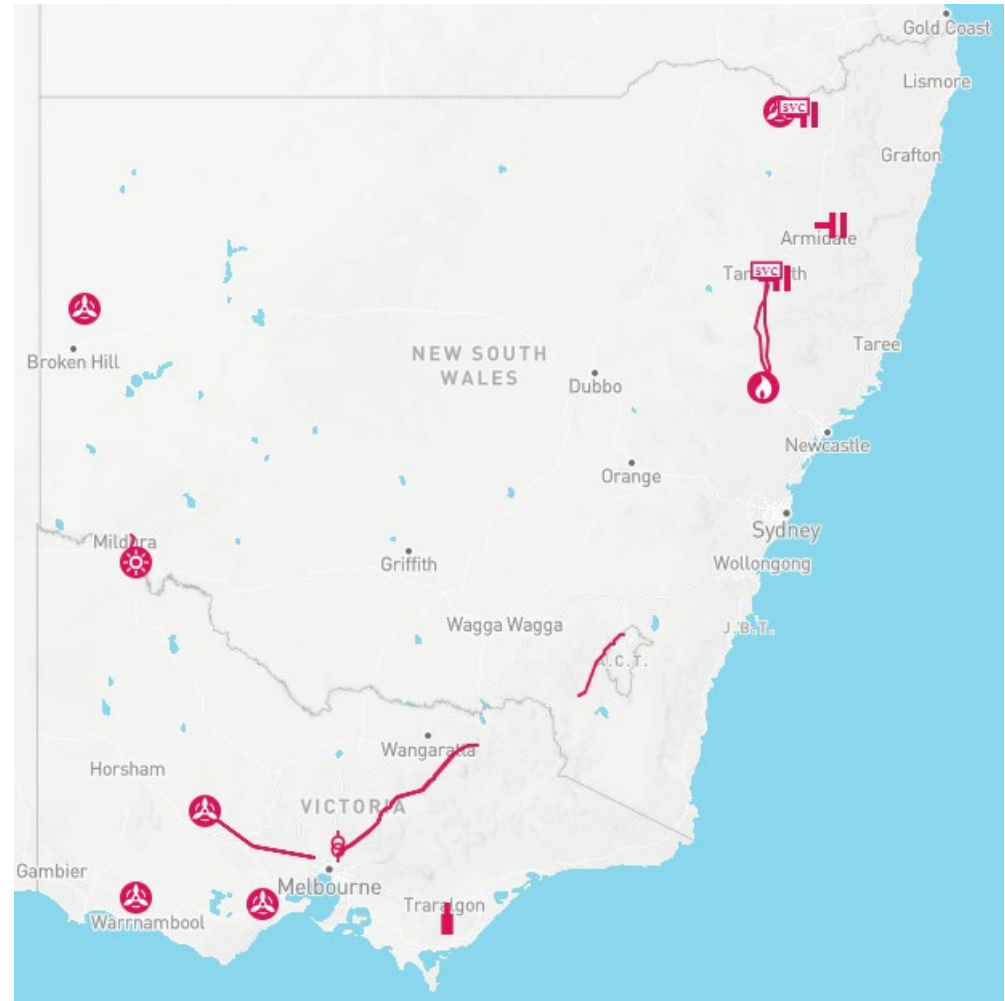 Gold Coast
Lismore
SVC
Grafton
Armidale
SVC
Broken Hill
NEW SOUTH
WALES
Taree
Dubbo
Newcastle
Orange
Sydney
Mildura
Griffith
Wollongong
Wagga Wagga
J.B.T.
Wangaratta
Horsham
VICTORIA
Gambier
Melbourne
Traralgon
Warrnambool